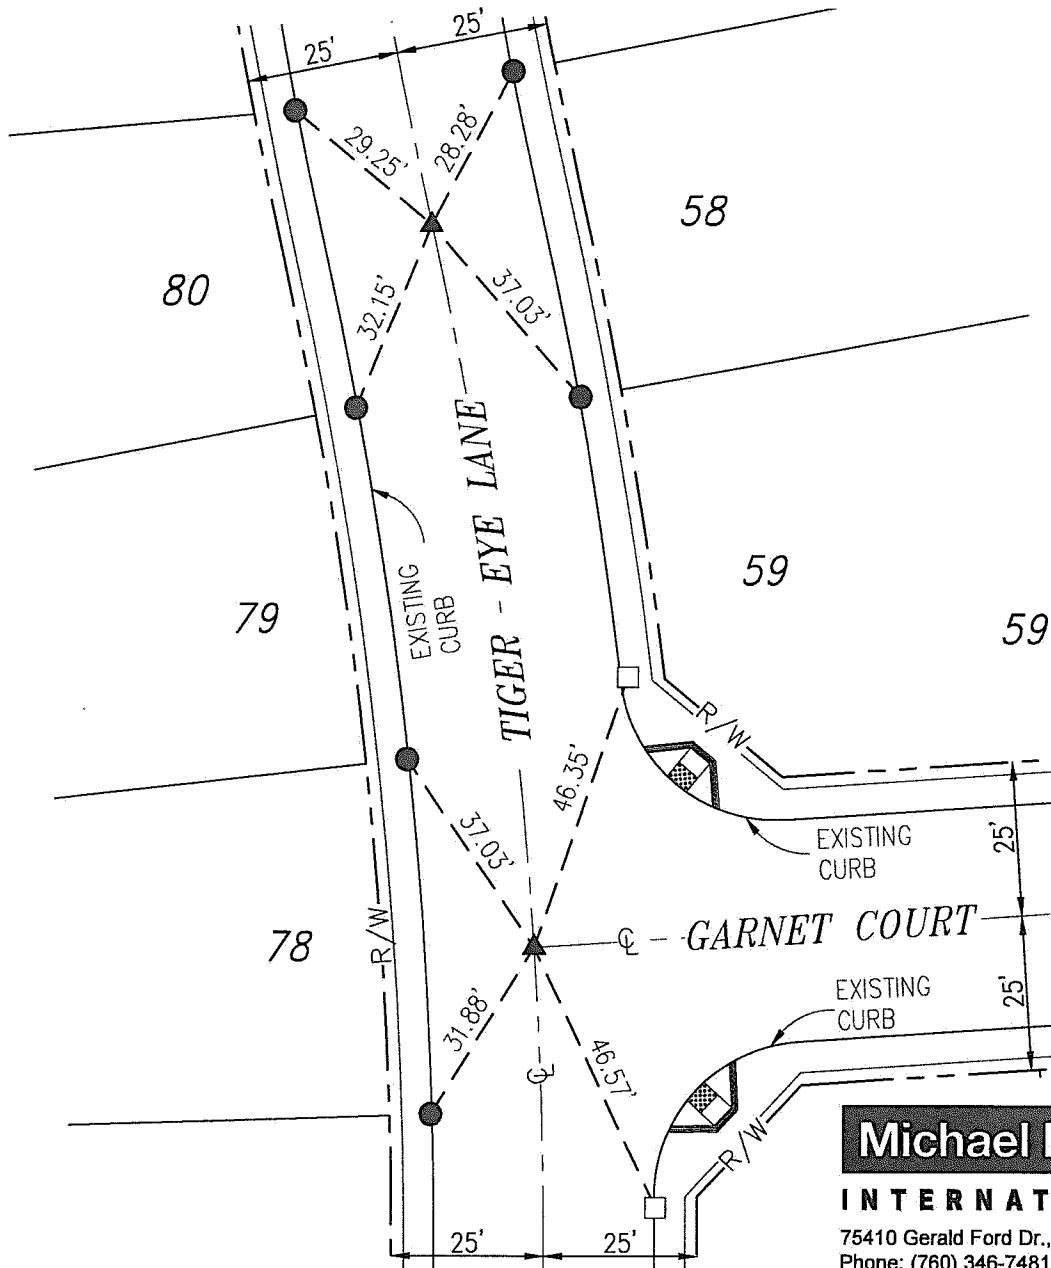 25'
25'
29.25'
28.28'
58
80
32.15'
37.03'
TIGER - EYE LANE
EXISTING
CURB
79
59
59
R/W
46.35'
37.03'
EXISTING
CURB
25'
78
R/W
℄
GARNET COURT
25'
EXISTING
CURB
31.88'
℄
46.57'
R/W
Michael
INTERNAT
75410 Gerald Ford Dr.,
Phone: (760) 346-7481
25'
25'